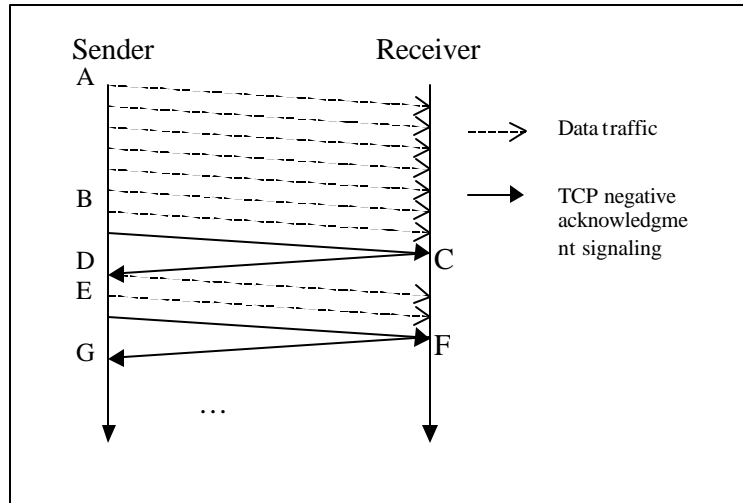 Sender Receiver
A
Data traffic
B
TCP negative
acknowledgme
nt signaling
D C
E
G F
...